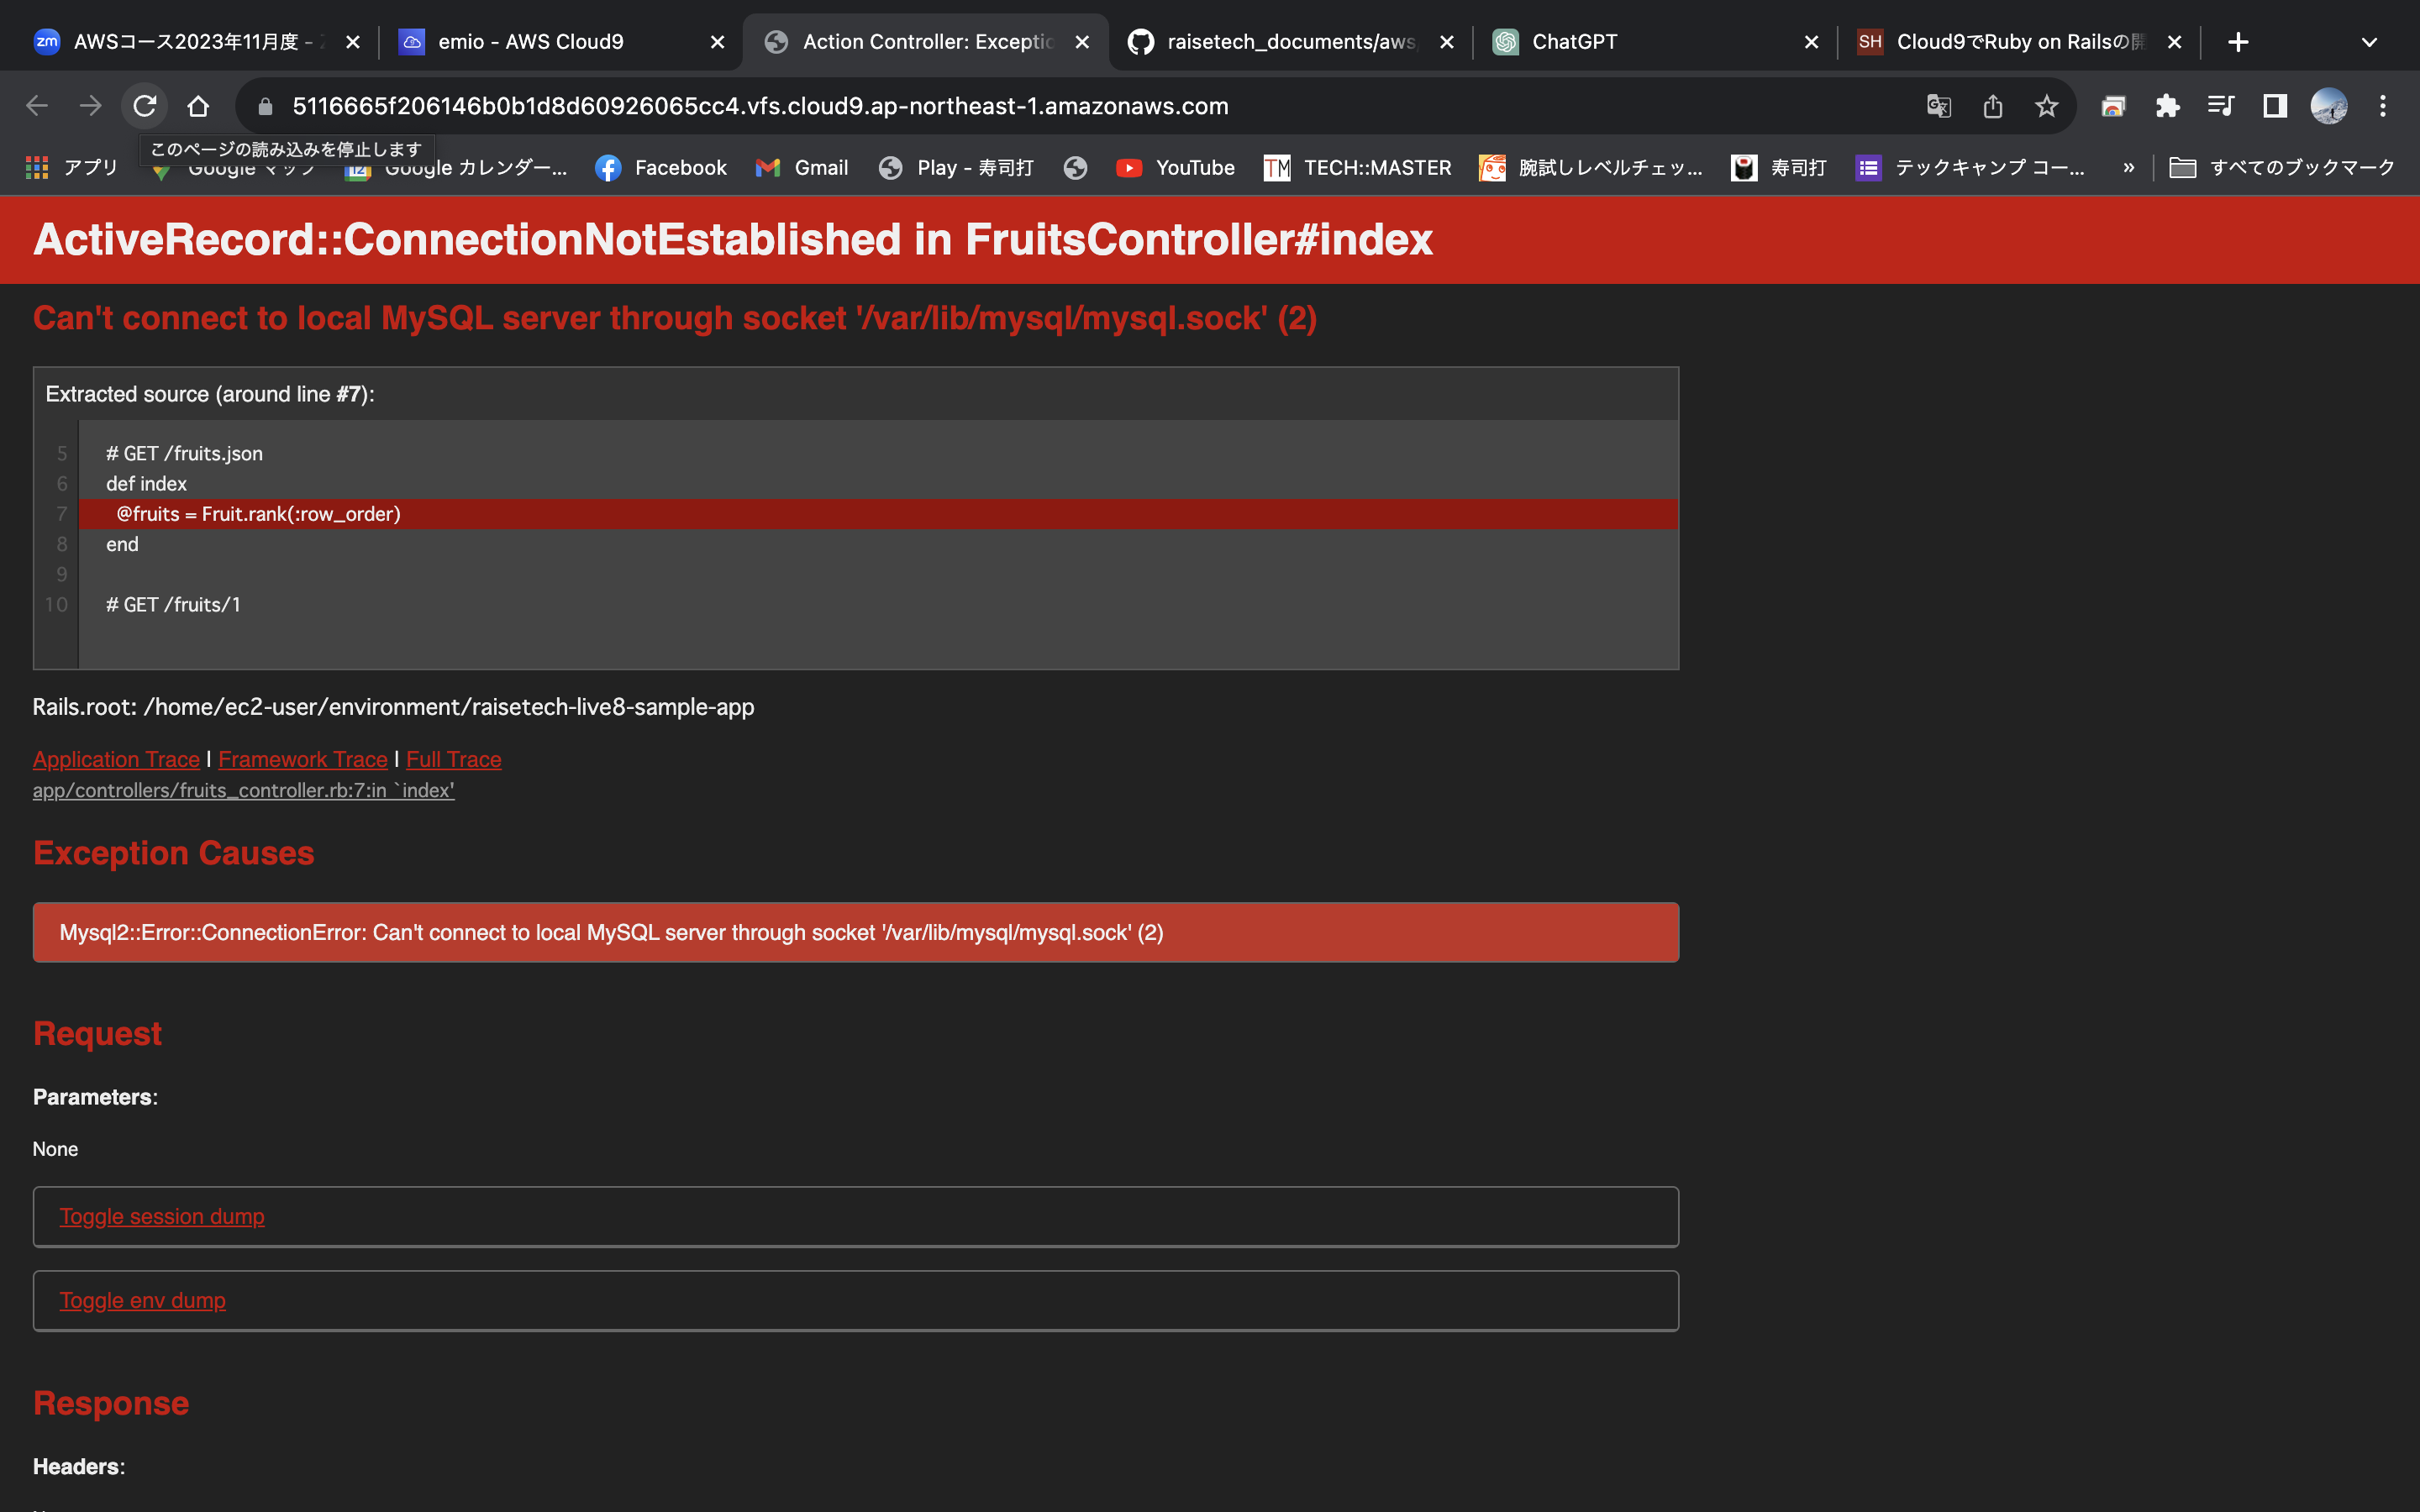 AWSコース2023年11月度 -
emio - AWS Cloud9
Action Controller: Exceptio
raisetech_documents/aws
ChatGPT
SH Cloud9でRuby on Railsの開
5116665f206146b0b1d8d60926065cc4.vfs.cloud9.ap-northeast-1.amazonaws.com
このページの読み込みを停止します
アプリ
Google マップ
Google カレンダー...
Facebook
Gmail
Play - 寿司打
YouTube
TM TECH::MASTER
腕試しレベルチェッ...
寿司打
テックキャンプ コー...
»
すべてのブックマーク
ActiveRecord::ConnectionNotEstablished in FruitsController#index
Can't connect to local MySQL server through socket '/var/lib/mysql/mysql.sock' (2)
Extracted source (around line #7):
5 # GET /fruits.json
6 def index
7 @fruits = Fruit.rank(:row_order)
8 end
9
10 # GET /fruits/1
Rails.root: /home/ec2-user/environment/raisetech-live8-sample-app
Application Trace | Framework Trace | Full Trace
app/controllers/fruits_controller.rb:7:in `index'
Exception Causes
Mysql2::Error::ConnectionError: Can't connect to local MySQL server through socket '/var/lib/mysql/mysql.sock' (2)
Request
Parameters:
None
Toggle session dump
Toggle env dump
Response
Headers: